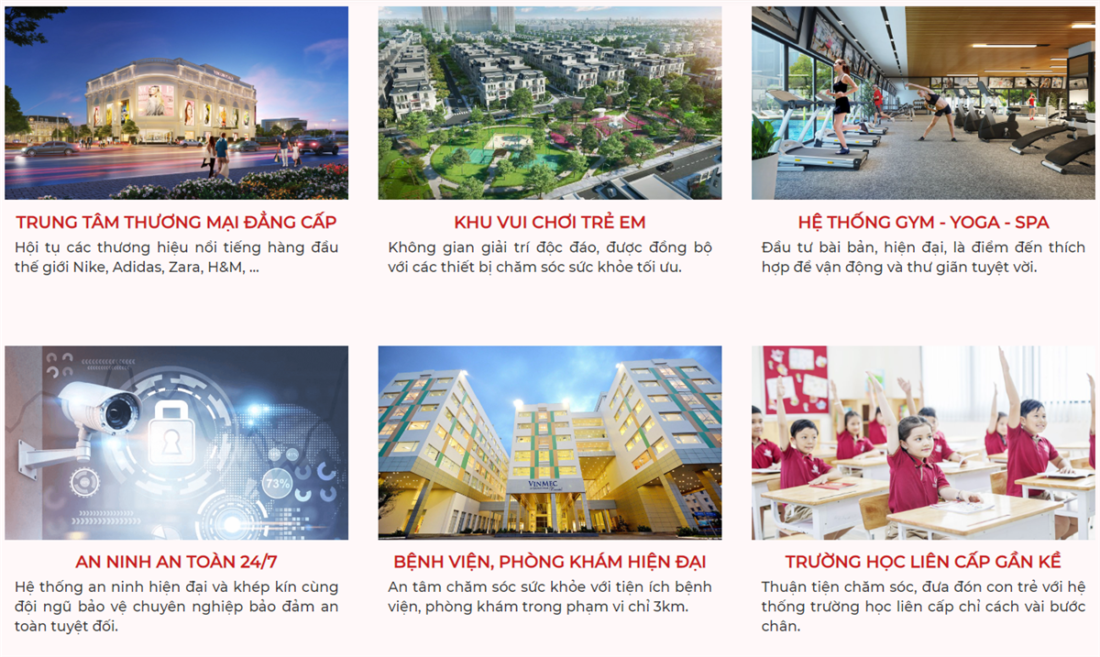 TRUNG TÂM THƯƠNG MẠI ĐẲNG CẤP
Hội tụ các thương hiệu nổi tiếng hàng đầu
thế giới Nike, Adidas, Zara, H&M, ...
KHU VUI CHƠI TRẺ EM
Không gian giải trí độc đáo, được đồng bộ
với các thiết bị chăm sóc sức khỏe tối ưu.
HỆ THỐNG GYM - YOGA - SPA
Đầu tư bài bản, hiện đại, là điểm đến thích
hợp để vận động và thư giãn tuyệt vời.
73%
AN NINH AN TOÀN 24/7
Hệ thống an ninh hiện đại và khép kín cùng
đội ngũ bảo vệ chuyên nghiệp bảo đảm an
toàn tuyệt đối.
VINMEC
BỆNH VIỆN, PHÒNG KHÁM HIỆN ĐẠI
An tâm chăm sóc sức khỏe với tiện ích bệnh
viện, phòng khám trong phạm vi chỉ 3km.
TRƯỜNG HỌC LIÊN CẤP GẦN KỀ
Thuận tiện chăm sóc, đưa đón con trẻ với hệ
thống trường học liên cấp chỉ cách vài bước
chân.